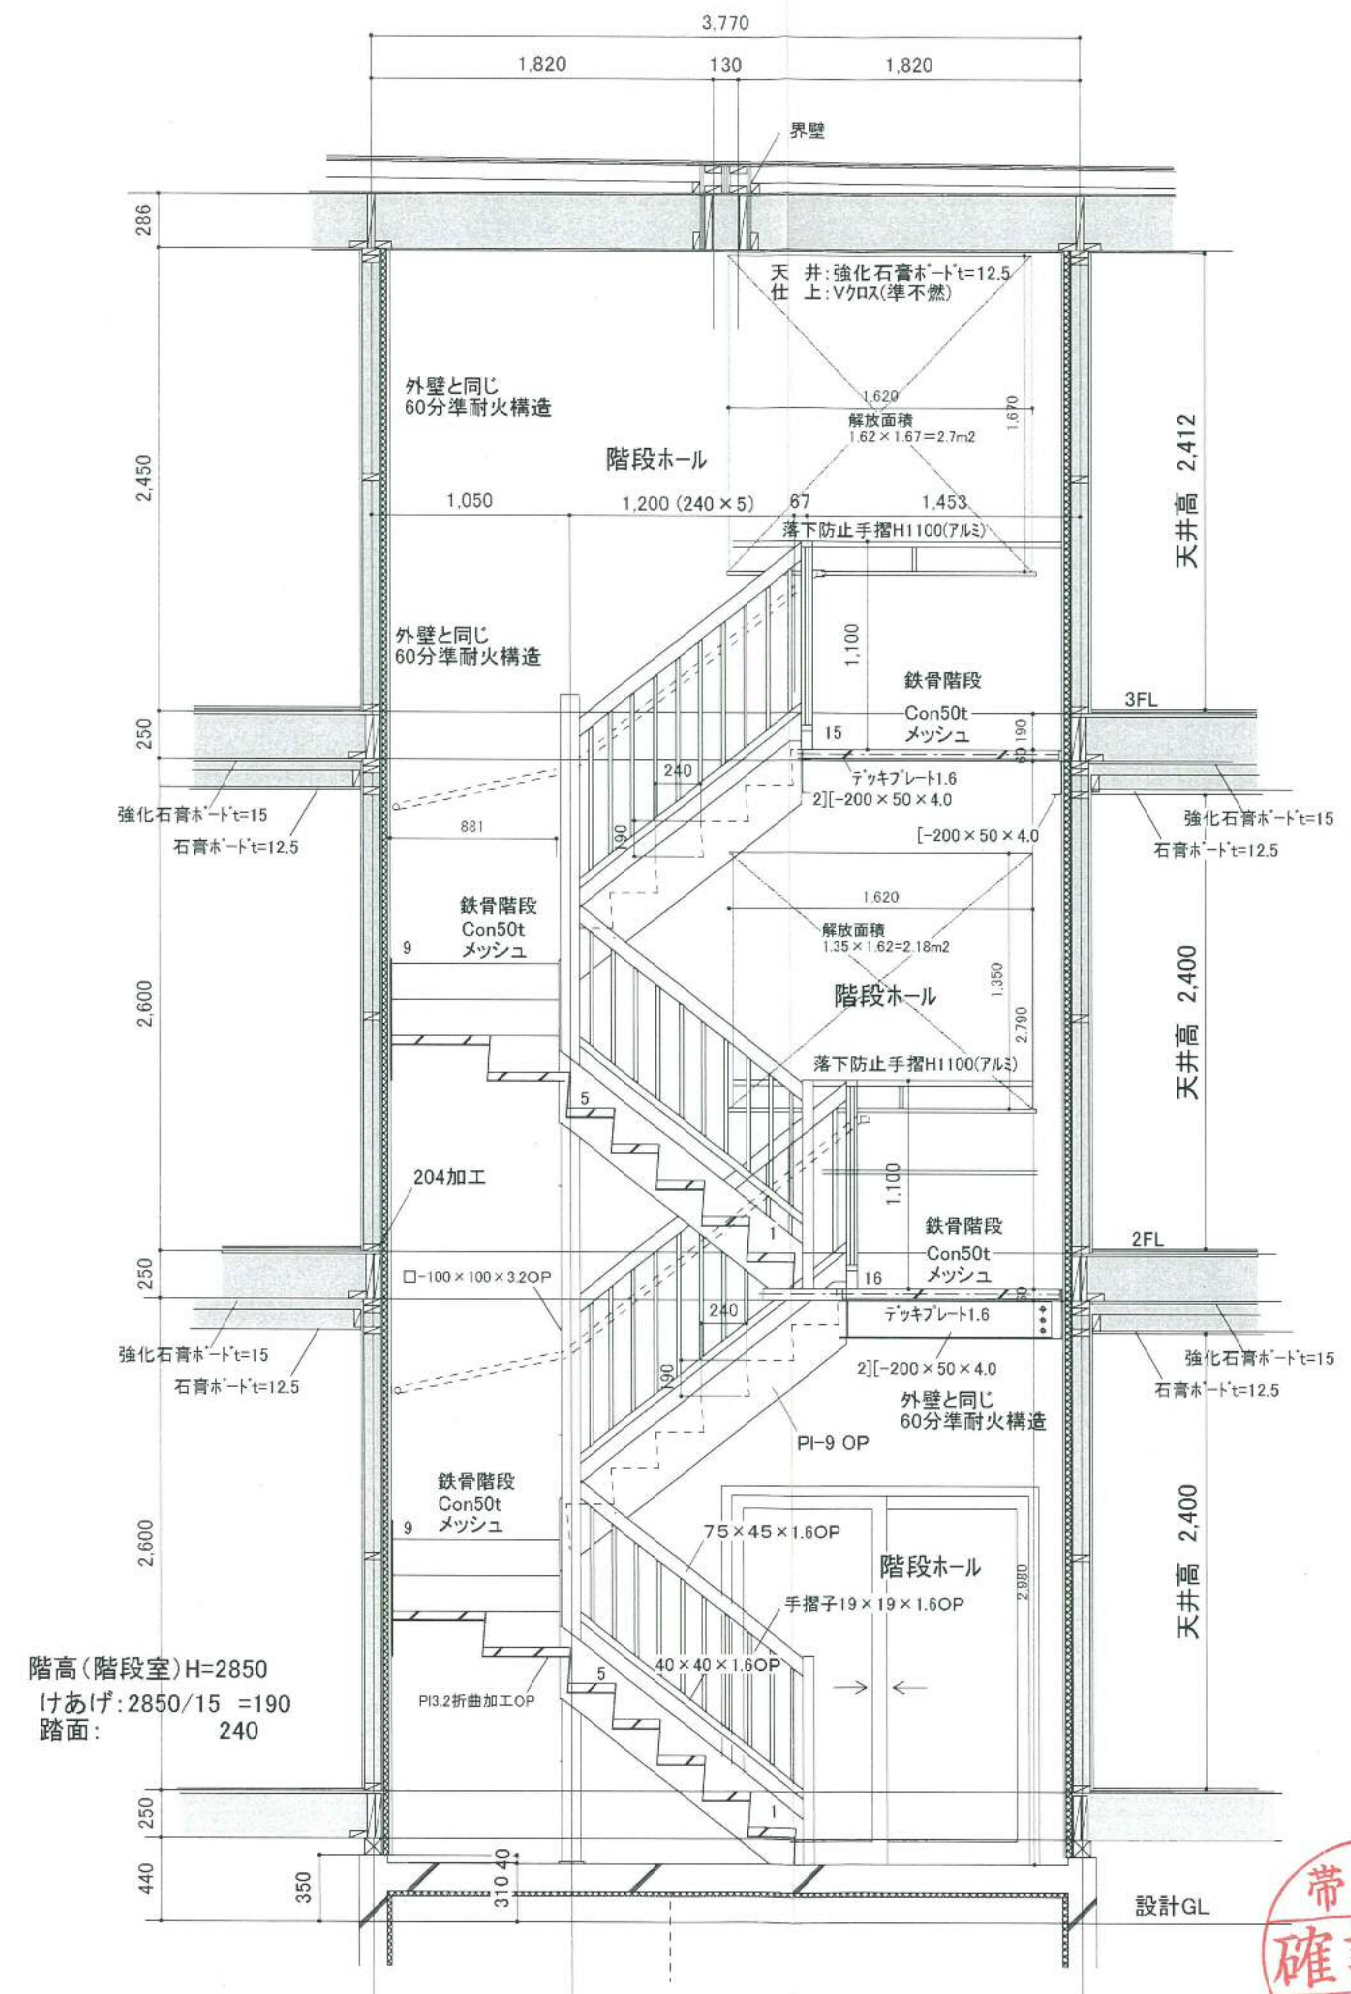 3,770
1,820
130
1,820
界壁
286
天　井：強化石膏ボードt=12.5
仕　上：Vクロス(準不燃)
外壁と同じ
60分準耐火構造
1,620
1,670
解放面積
1.62×1.67=2.7m2
階段ホール
2,450
天井高 2,412
1,050
1,200 (240×5)
67
1,453
落下防止手摺H1100(アルミ)
外壁と同じ
60分準耐火構造
1,100
鉄骨階段
Con50t
メッシュ
3FL
250
15
190
60
240
デッキプレート1.6
2][-200×50×4.0
強化石膏ボードt=15
石膏ボードt=12.5
881
190
[-200×50×4.0
強化石膏ボードt=15
石膏ボードt=12.5
1,620
鉄骨階段
Con50t
メッシュ
9
解放面積
1.35×1.62=2.18m2
1,350
2,790
階段ホール
2,600
天井高 2,400
落下防止手摺H1100(アルミ)
5
204加工
1,100
1
鉄骨階段
Con50t
メッシュ
2FL
250
□-100×100×3.2OP
16
60
240
デッキプレート1.6
190
2][-200×50×4.0
強化石膏ボードt=15
石膏ボードt=12.5
強化石膏ボードt=15
石膏ボードt=12.5
外壁と同じ
60分準耐火構造
Pl-9 OP
鉄骨階段
Con50t
メッシュ
9
75×45×1.6OP
階段ホール
2,980
2,600
天井高 2,400
手摺子19×19×1.6OP
40×40×1.6OP
5
Pl3.2折曲加工OP
階高(階段室)H=2850
けあげ：2850/15 =190
踏面：　　　240
1
250
440
350
310
40
設計GL
帯
確